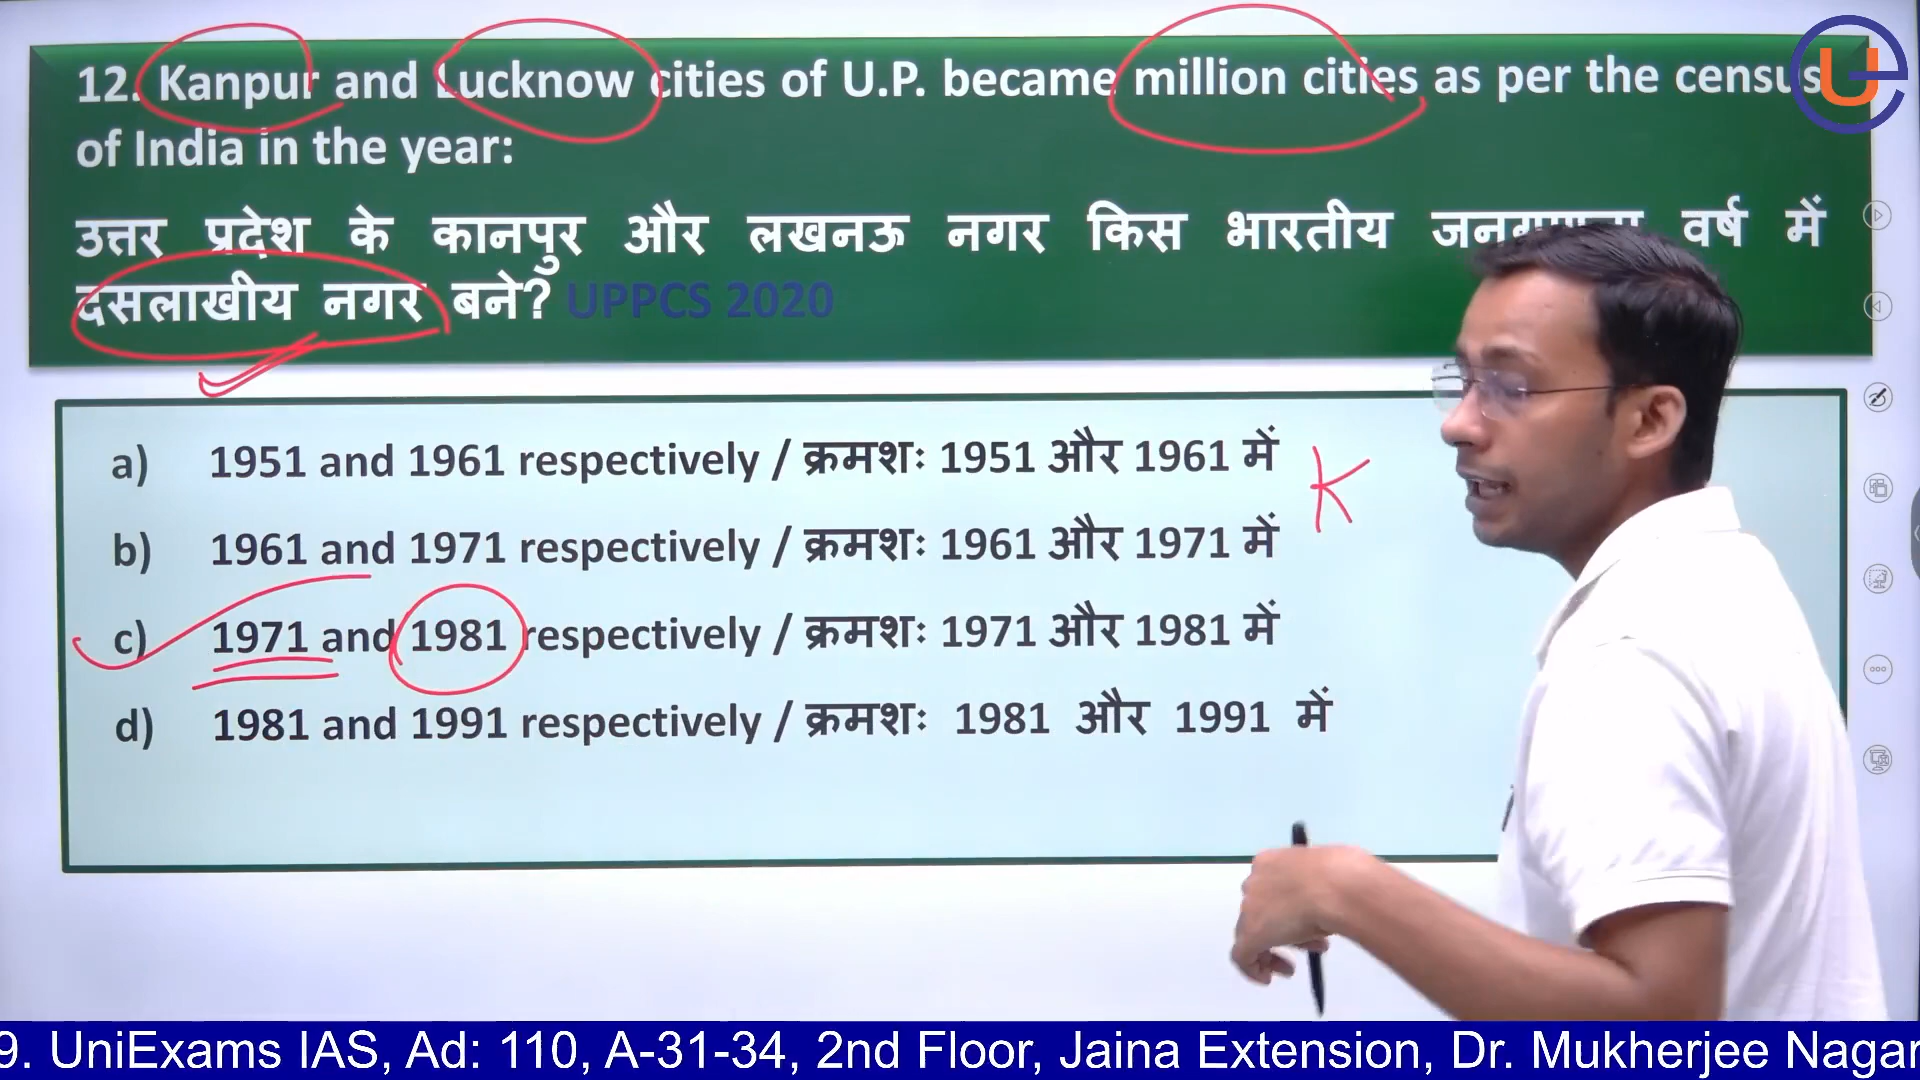 12. Kanpur and Lucknow cities of U.P. became million cities as per the census
of India in the year:
उत्तर प्रदेश के कानपुर और लखनऊ नगर किस भारतीय जनगणना वर्ष में
दसलाखीय नगर बने? UPPCS 2020
a) 1951 and 1961 respectively / क्रमशः 1951 और 1961 में
K
b) 1961 and 1971 respectively / क्रमशः 1961 और 1971 में
c) 1971 and 1981 respectively / क्रमशः 1971 और 1981 में
d) 1981 and 1991 respectively / क्रमशः 1981 और 1991 में
9. UniExams IAS, Ad: 110, A-31-34, 2nd Floor, Jaina Extension, Dr. Mukherjee Nagar